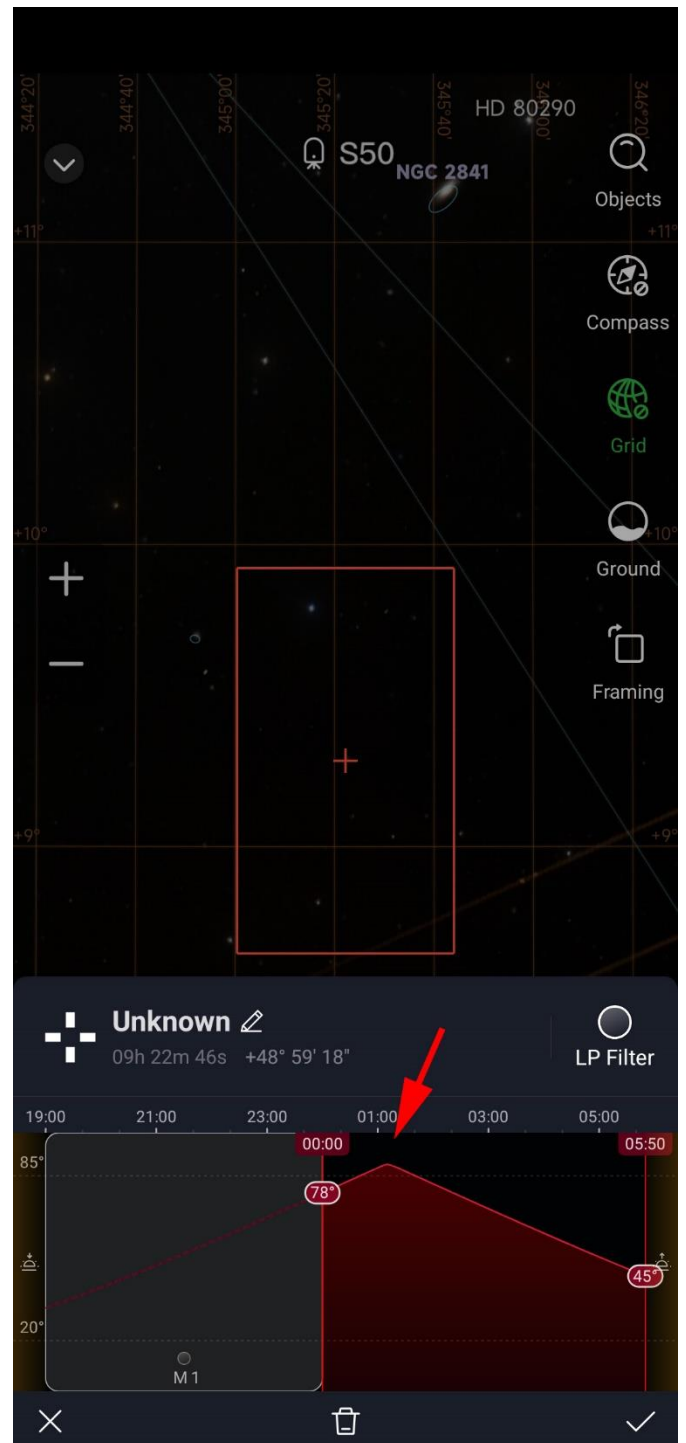 344°20'
344°40'
345°00'
345°20'
345°40'
346°20'
HD 80290
S50
NGC 2841
Objects
+11°
+11°
Compass
Grid
+10°
+10°
Ground
Framing
+9°
+9°
Unknown
09h 22m 46s +48° 59' 18"
LP Filter
19:00 21:00 23:00 01:00 03:00 05:00
00:00 05:50
85°
78°
45°
20°
M 1